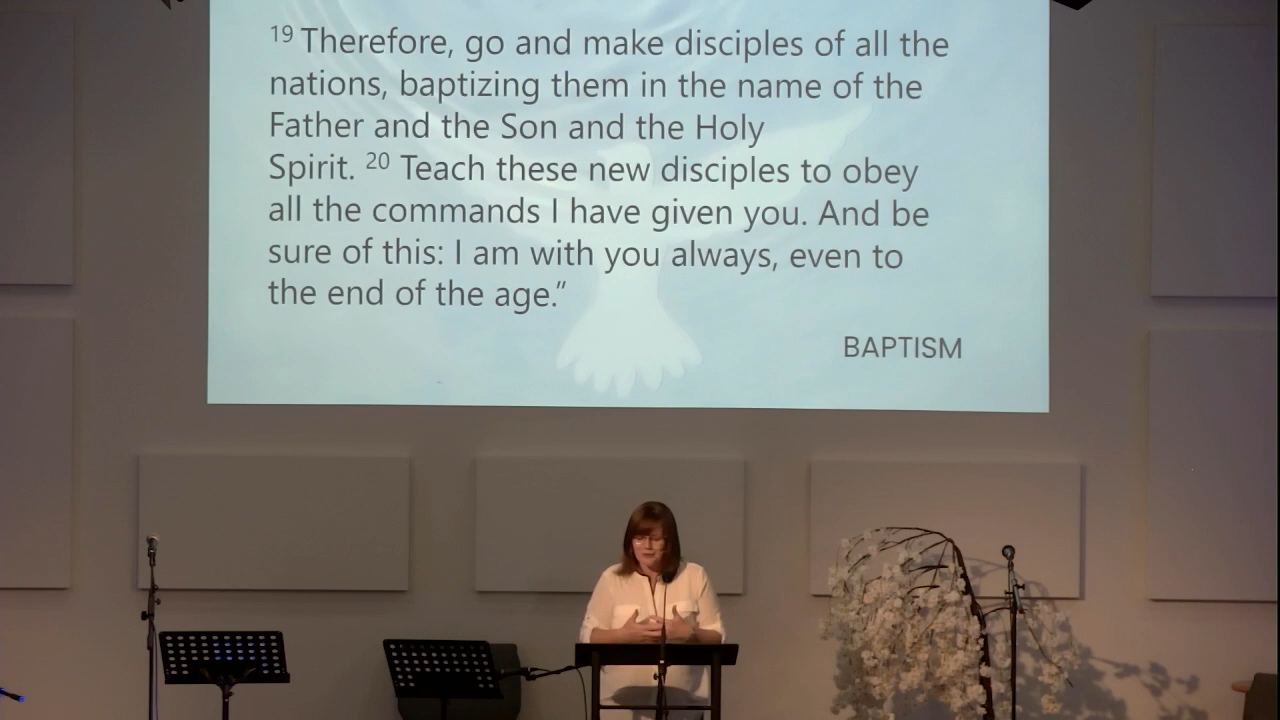 19 Therefore, go and make disciples of all the
nations, baptizing them in the name of the
Father and the Son and the Holy
Spirit. 20 Teach these new disciples to obey
all the commands I have given you. And be
sure of this: I am with you always, even to
the end of the age.”
BAPTISM